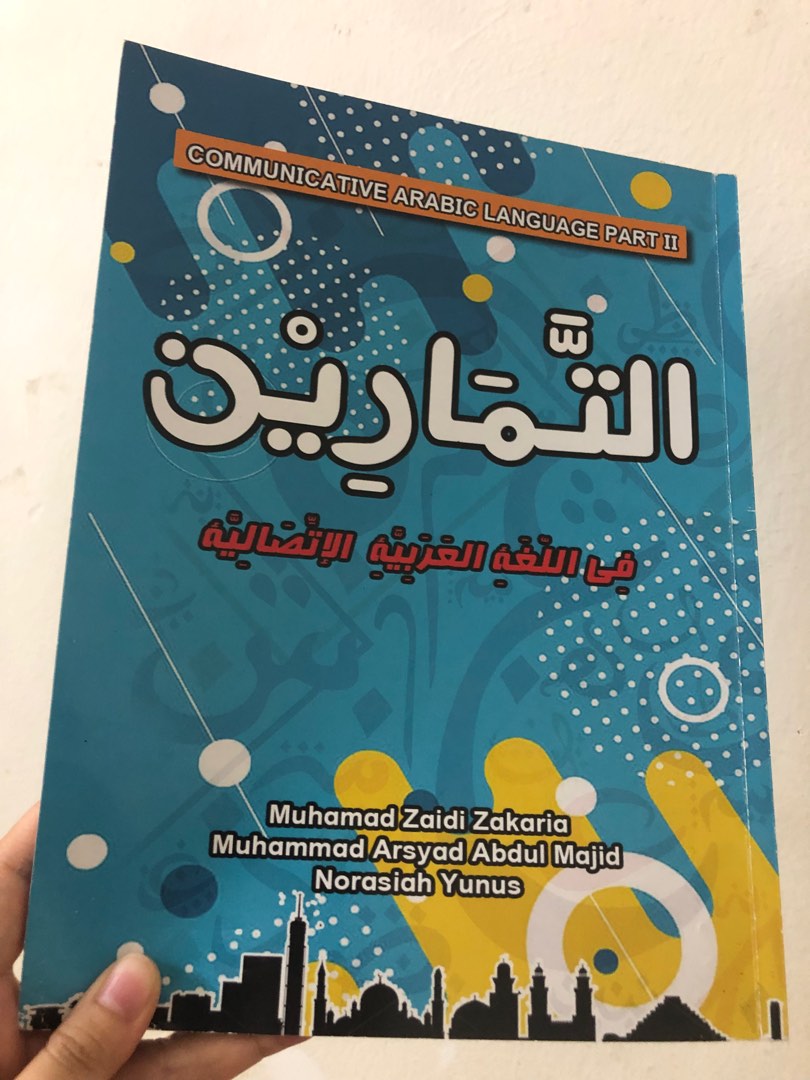 COMMUNICATIVE ARABIC LANGUAGE PART II
التَّمَارِيْن
فِي اللُّغَةِ العَرَبِيَّةِ الإتِّصَالِيَّة
Muhamad Zaidi Zakaria
Muhammad Arsyad Abdul Majid
Norasiah Yunus